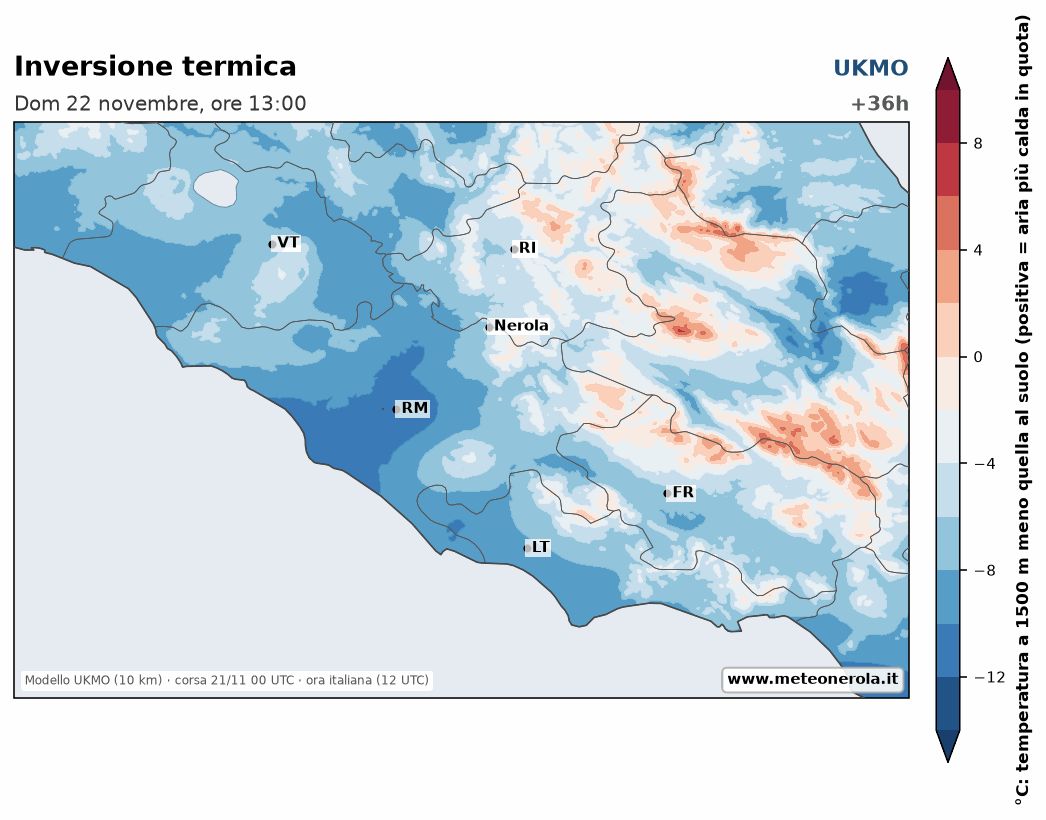 Inversione termica
UKMO
Dom 22 novembre, ore 13:00
+36h
VT
RI
Nerola
RM
FR
LT
Modello UKMO (10 km) · corsa 21/11 00 UTC · ora italiana (12 UTC)
www.meteonerola.it
8
4
0
−4
−8
−12
°C: temperatura a 1500 m meno quella al suolo (positiva = aria più calda in quota)